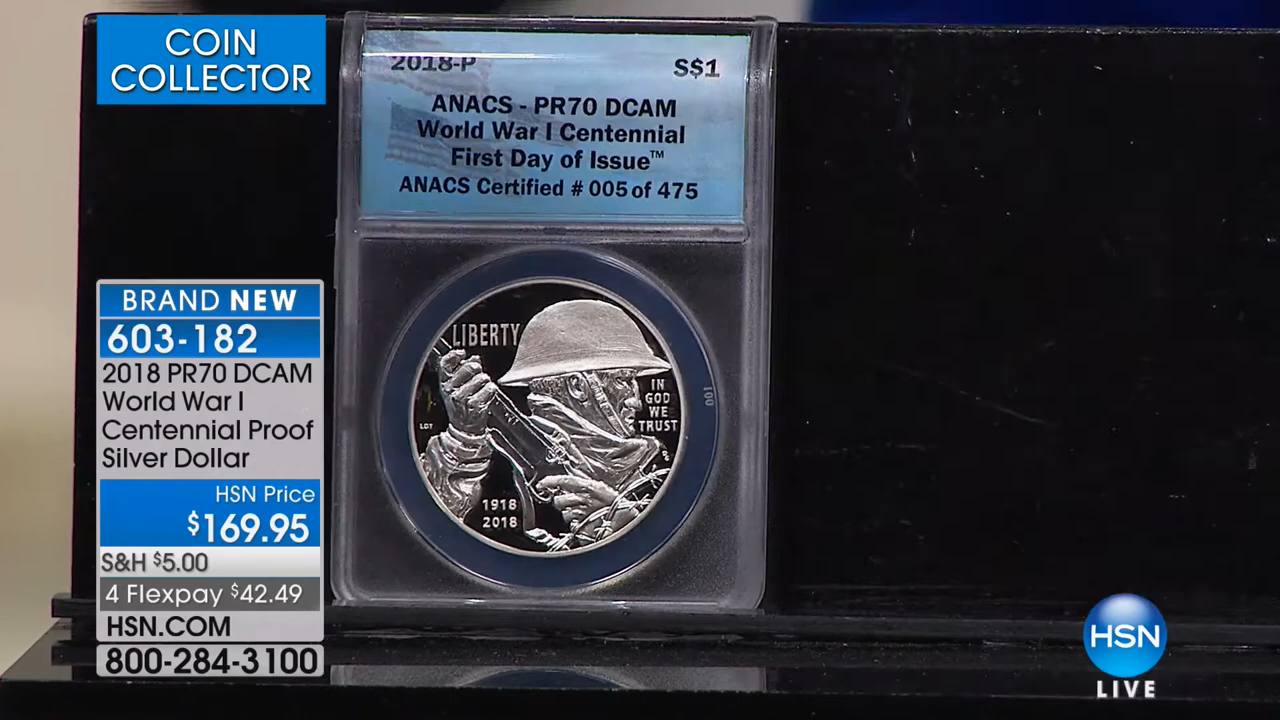 COIN
COLLECTOR
BRAND NEW
603-182
2018 PR70 DCAM
World War I
Centennial Proof
Silver Dollar
HSN Price
$169.95
S&H $5.00
4 Flexpay $42.49
HSN.COM
800-284-3100
2018-P S$1
ANACS - PR70 DCAM
World War I Centennial
First Day of Issue™
ANACS Certified # 005 of 475
LIBERTY
IN
GOD
WE
TRUST
LDT
1918
2018
001
HSN
LIVE